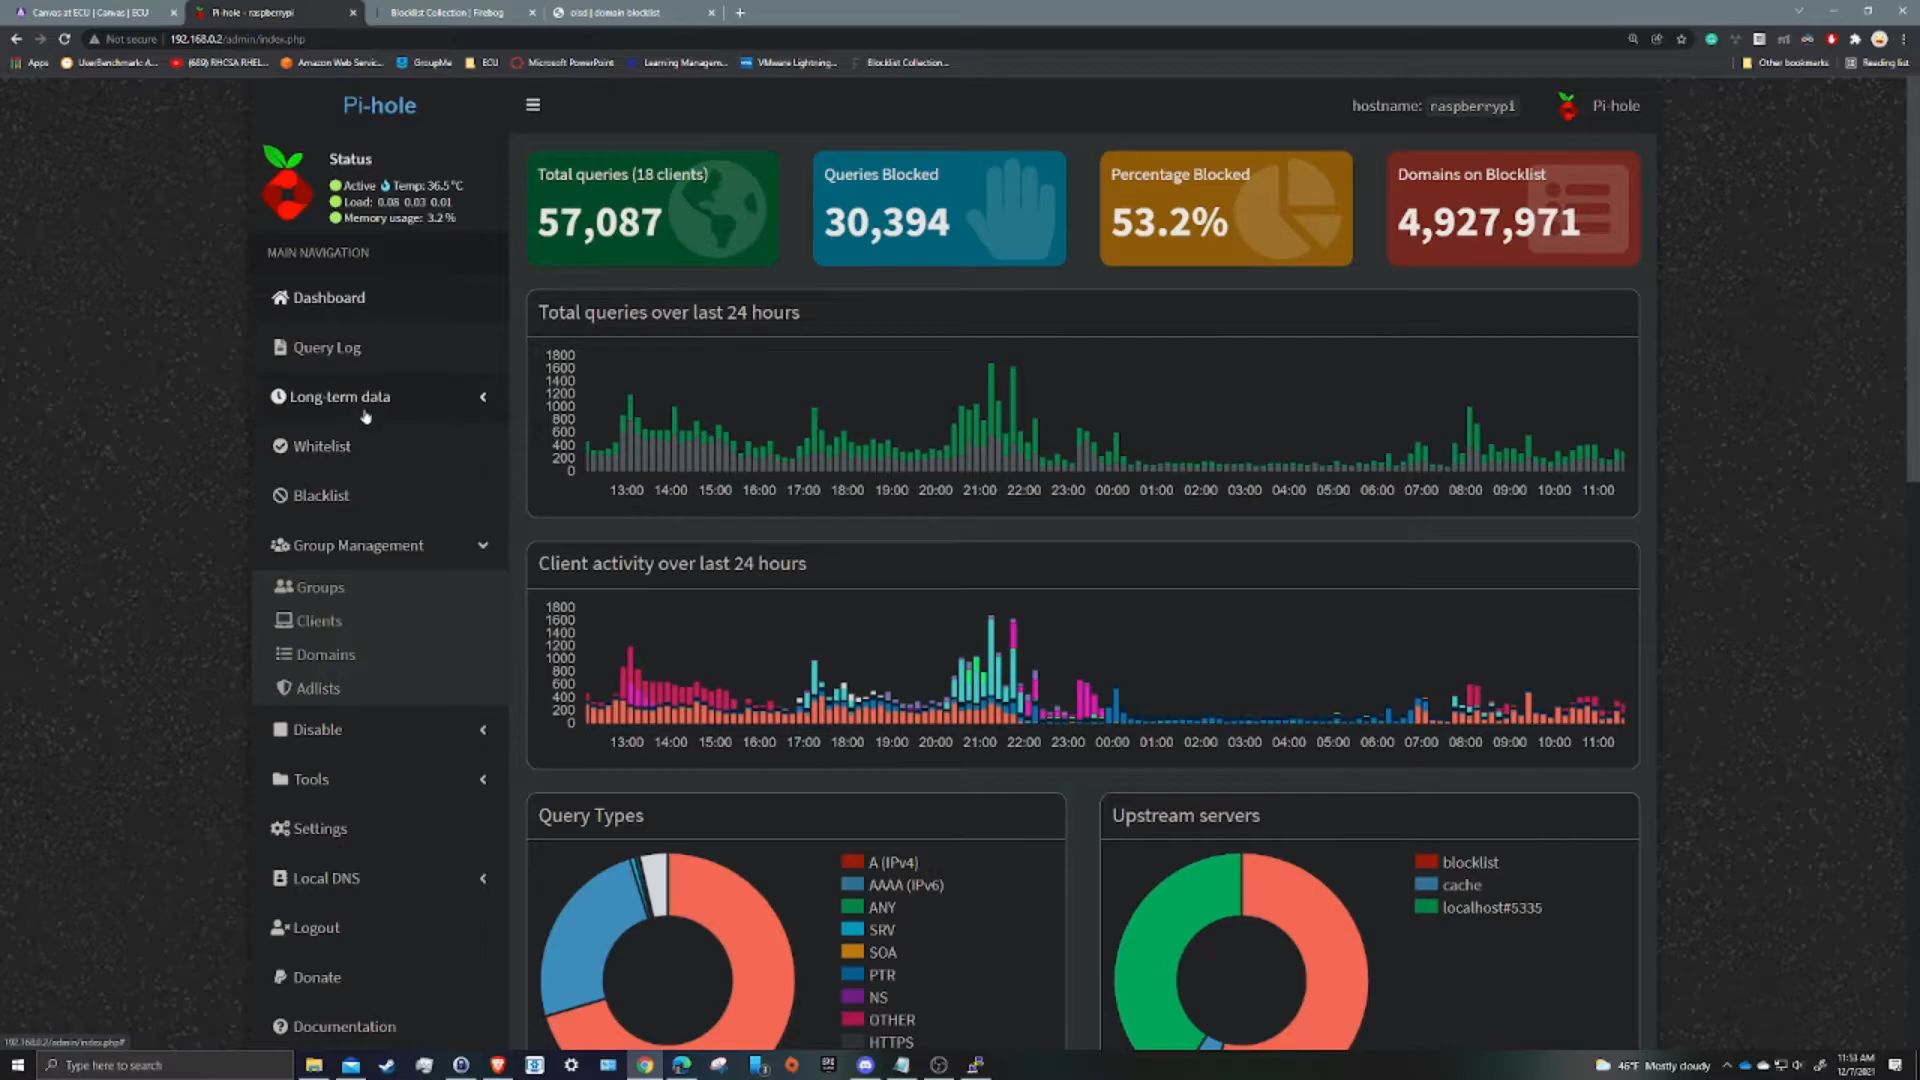 Canvas at ECU | Canvas | ECU
Pi-hole - raspberrypi
Blocklist Collection | Firebog
oisd | domain blocklist
Not secure
192.168.0.2/admin/index.php
Apps
UserBenchmark: A...
(689) RHCSA RHEL...
Amazon Web Servic...
GroupMe
ECU
Microsoft PowerPoint
Learning Managem...
VMware Lightning...
Blocklist Collection...
Other bookmarks
Reading list
Pi-hole
hostname: raspberrypi
Pi-hole
Status
Active Temp: 36.5 °C
Load: 0.08 0.03 0.01
Memory usage: 3.2 %
MAIN NAVIGATION
Dashboard
Query Log
Long-term data
Whitelist
Blacklist
Group Management
Groups
Clients
Domains
Adlists
Disable
Tools
Settings
Local DNS
Logout
Donate
Documentation
Total queries (18 clients)
57,087
Queries Blocked
30,394
Percentage Blocked
53.2%
Domains on Blocklist
4,927,971
Total queries over last 24 hours
1800
1600
1400
1200
1000
800
600
400
200
0
13:00 14:00 15:00 16:00 17:00 18:00 19:00 20:00 21:00 22:00 23:00 00:00 01:00 02:00 03:00 04:00 05:00 06:00 07:00 08:00 09:00 10:00 11:00
Client activity over last 24 hours
1800
1600
1400
1200
1000
800
600
400
200
0
13:00 14:00 15:00 16:00 17:00 18:00 19:00 20:00 21:00 22:00 23:00 00:00 01:00 02:00 03:00 04:00 05:00 06:00 07:00 08:00 09:00 10:00 11:00
Query Types
A (IPv4)
AAAA (IPv6)
ANY
SRV
SOA
PTR
NS
OTHER
HTTPS
Upstream servers
blocklist
cache
localhost#5335
192.168.0.2/admin/index.php#
Type here to search
46°F Mostly cloudy
11:53 AM
12/7/2021